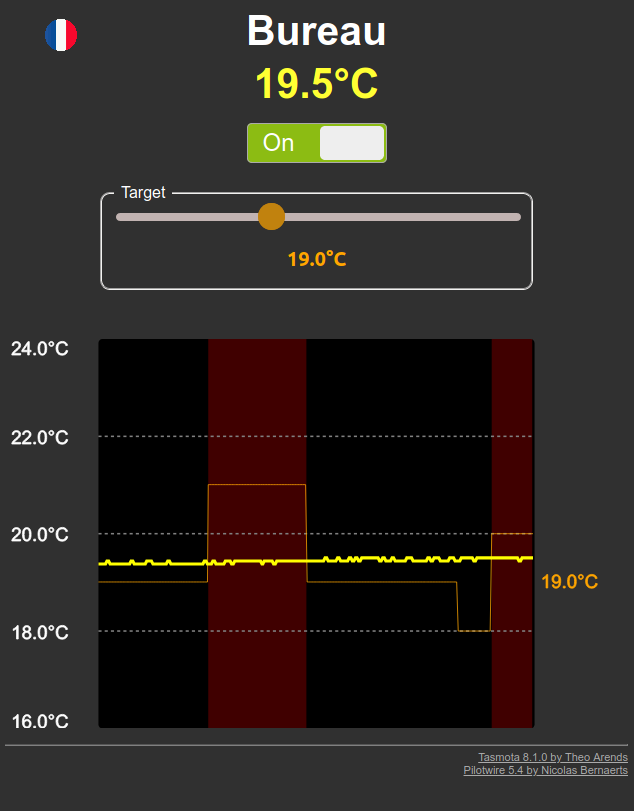 Bureau
19.5°C
On
Target
19.0°C
24.0°C
22.0°C
20.0°C
19.0°C
18.0°C
16.0°C
Tasmota 8.1.0 by Theo Arends
Pilotwire 5.4 by Nicolas Bernaerts